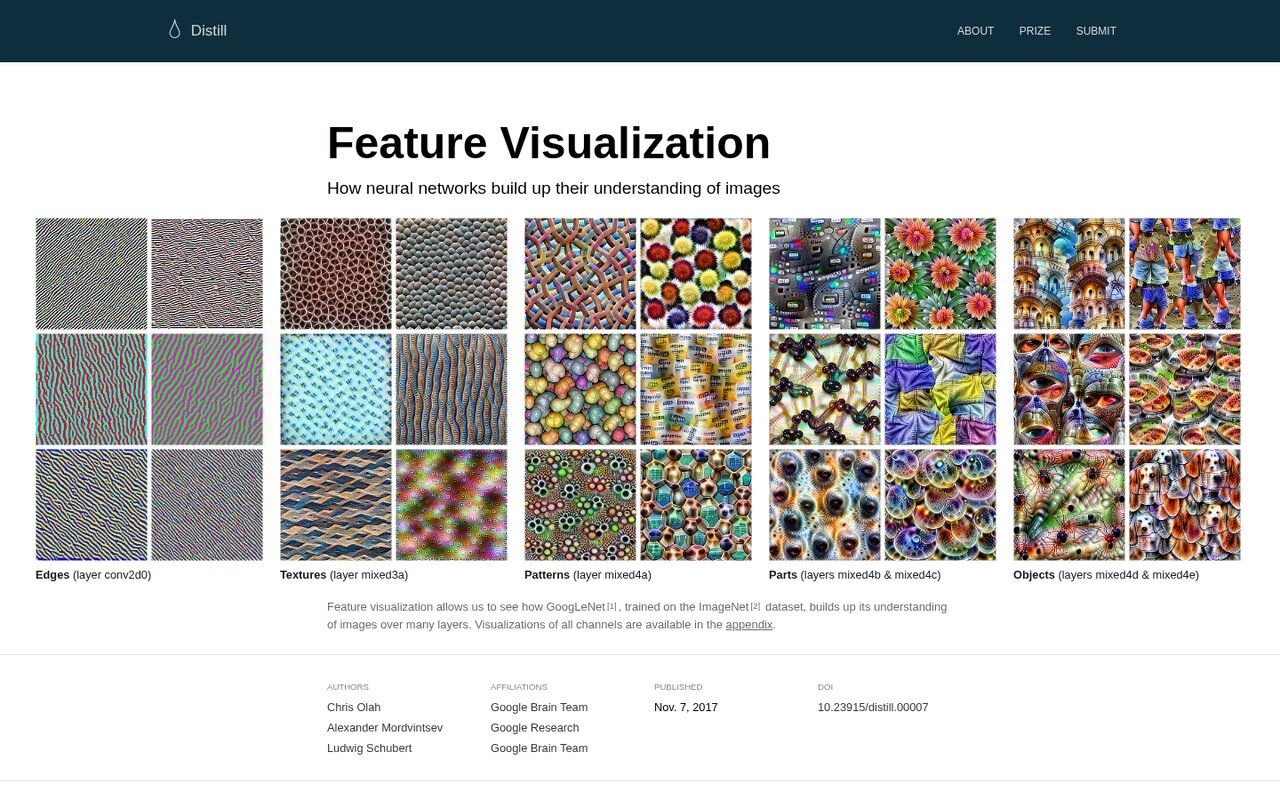 Distill
ABOUT PRIZE SUBMIT
Feature Visualization
How neural networks build up their understanding of images
Edges (layer conv2d0)
Textures (layer mixed3a)
Patterns (layer mixed4a)
Parts (layers mixed4b & mixed4c)
Objects (layers mixed4d & mixed4e)
Feature visualization allows us to see how GoogLeNet [1] , trained on the ImageNet [2] dataset, builds up its understanding
of images over many layers. Visualizations of all channels are available in the appendix.
AUTHORS AFFILIATIONS PUBLISHED DOI
Chris Olah Google Brain Team Nov. 7, 2017 10.23915/distill.00007
Alexander Mordvintsev Google Research
Ludwig Schubert Google Brain Team